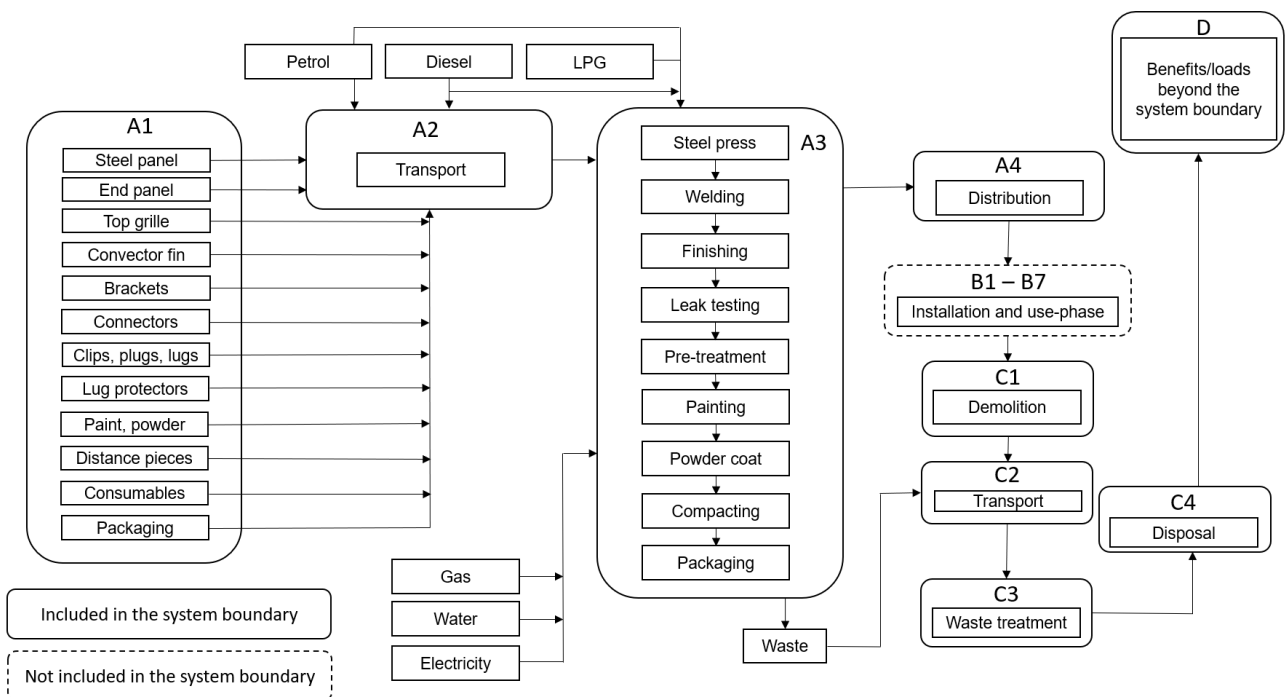 Petrol
Diesel
LPG
A1
Steel panel
End panel
Top grille
Convector fin
Brackets
Connectors
Clips, plugs, lugs
Lug protectors
Paint, powder
Distance pieces
Consumables
Packaging
A2
Transport
Gas
Water
Electricity
A3
Steel press
Welding
Finishing
Leak testing
Pre-treatment
Painting
Powder coat
Compacting
Packaging
Waste
A4
Distribution
B1 – B7
Installation and use-phase
C1
Demolition
C2
Transport
C3
Waste treatment
C4
Disposal
D
Benefits/loads
beyond the
system boundary
Included in the system boundary
Not included in the system boundary